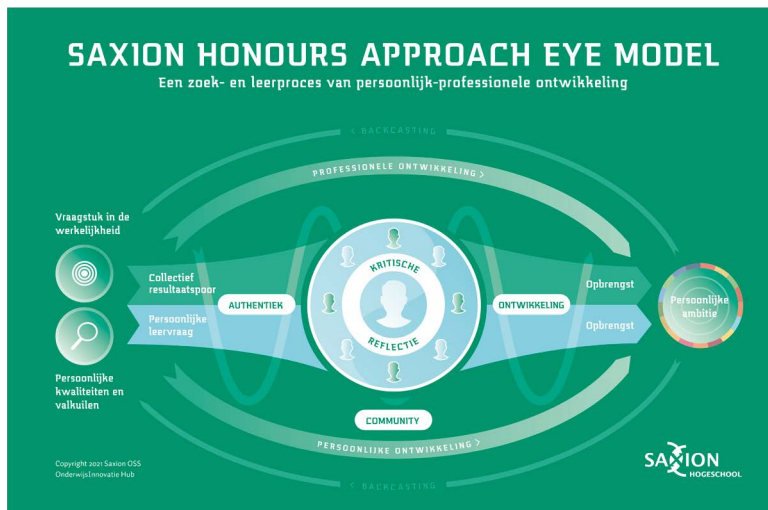 SAXION HONOURS APPROACH EYE MODEL
Een zoek- en leerproces van persoonlijk-professionele ontwikkeling
< BACKCASTING
PROFESSIONELE ONTWIKKELING >
Vraagstuk in de
werkelijkheid
Collectief
resultaatspoor
AUTHENTIEK
Persoonlijke
leervraag
Persoonlijke
kwaliteiten en
valkuilen
KRITISCHE
REFLECTIE
ONTWIKKELING
Opbrengst
Opbrengst
Persoonlijke
ambitie
COMMUNITY
PERSOONLIJKE ONTWIKKELING >
< BACKCASTING
Copyright 2021 Saxion OSS
OnderwijsInnovatie Hub
SAXION
HOGESCHOOL